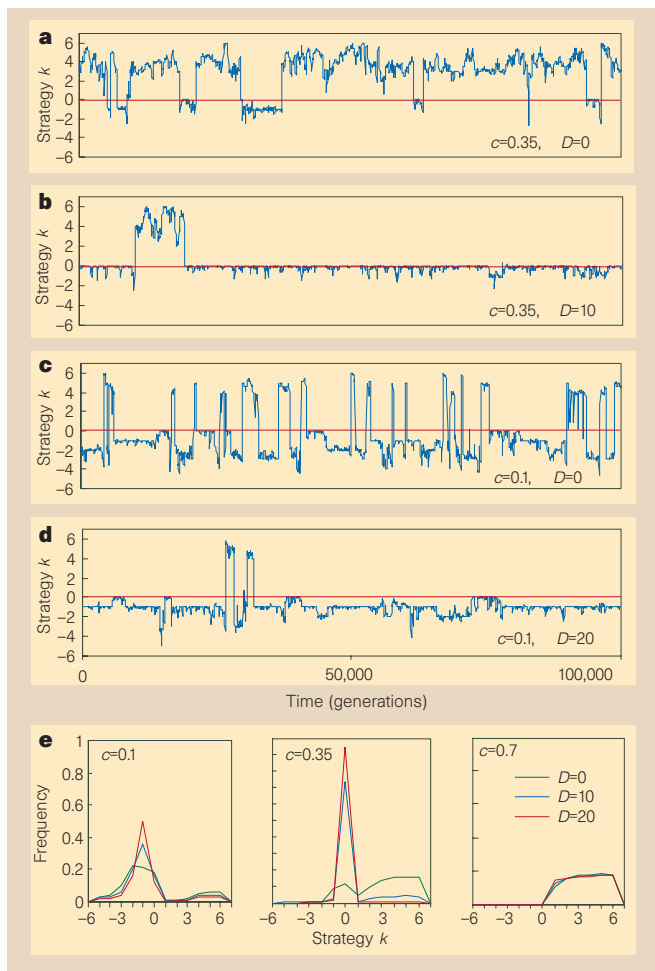 a
Strategy k
6
4
2
0
−2
−4
−6
c=0.35, D=0
b
Strategy k
6
4
2
0
−2
−4
−6
c=0.35, D=10
c
Strategy k
6
4
2
0
−2
−4
−6
c=0.1, D=0
d
Strategy k
6
4
2
0
−2
−4
−6
c=0.1, D=20
0 50,000 100,000
Time (generations)
e
Frequency
1
0.8
0.6
0.4
0.2
0
c=0.1
−6 −3 0 3 6
c=0.35
−6 −3 0 3 6
c=0.7
D=0
D=10
D=20
−6 −3 0 3 6
Strategy k